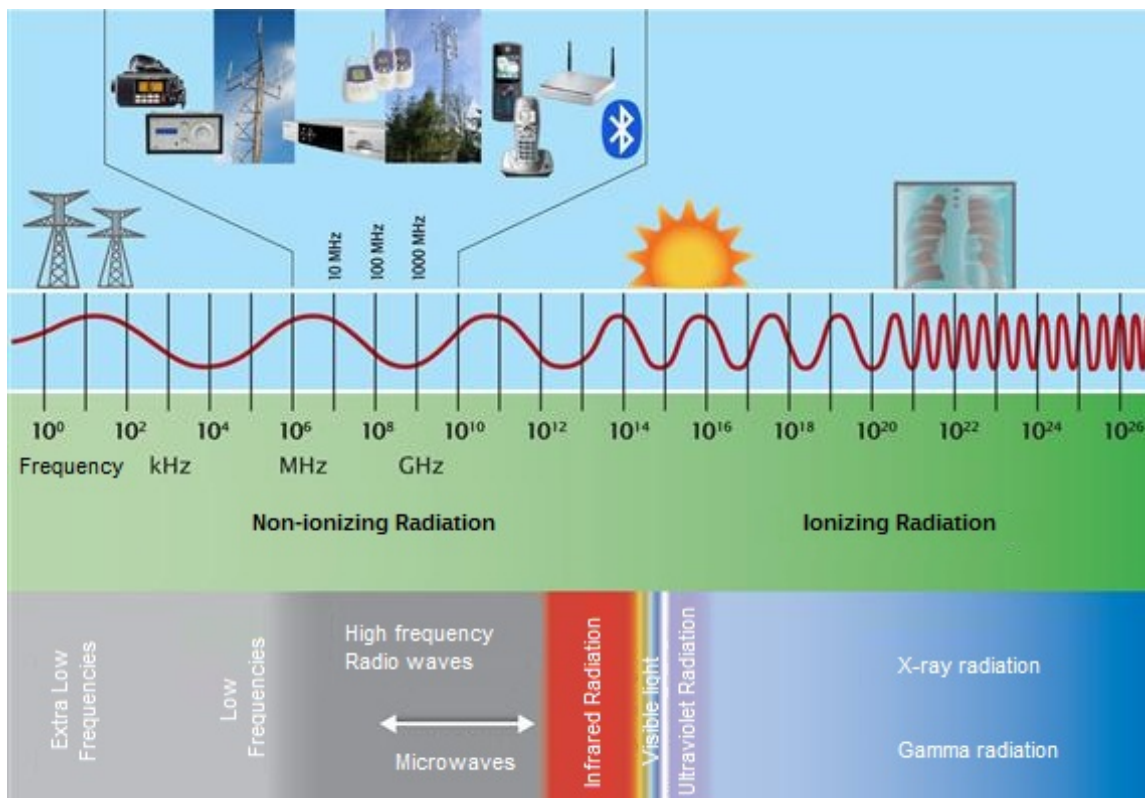 10 MHz
100 MHz
1000 MHz
10⁰ 10² 10⁴ 10⁶ 10⁸ 10¹⁰ 10¹² 10¹⁴ 10¹⁶ 10¹⁸ 10²⁰ 10²² 10²⁴ 10²⁶
Frequency kHz MHz GHz
Non-ionizing Radiation Ionizing Radiation
Extra Low
Frequencies
Low
Frequencies
High frequency
Radio waves
Microwaves
Infrared Radiation
Visible light
Ultraviolet Radiation
X-ray radiation
Gamma radiation